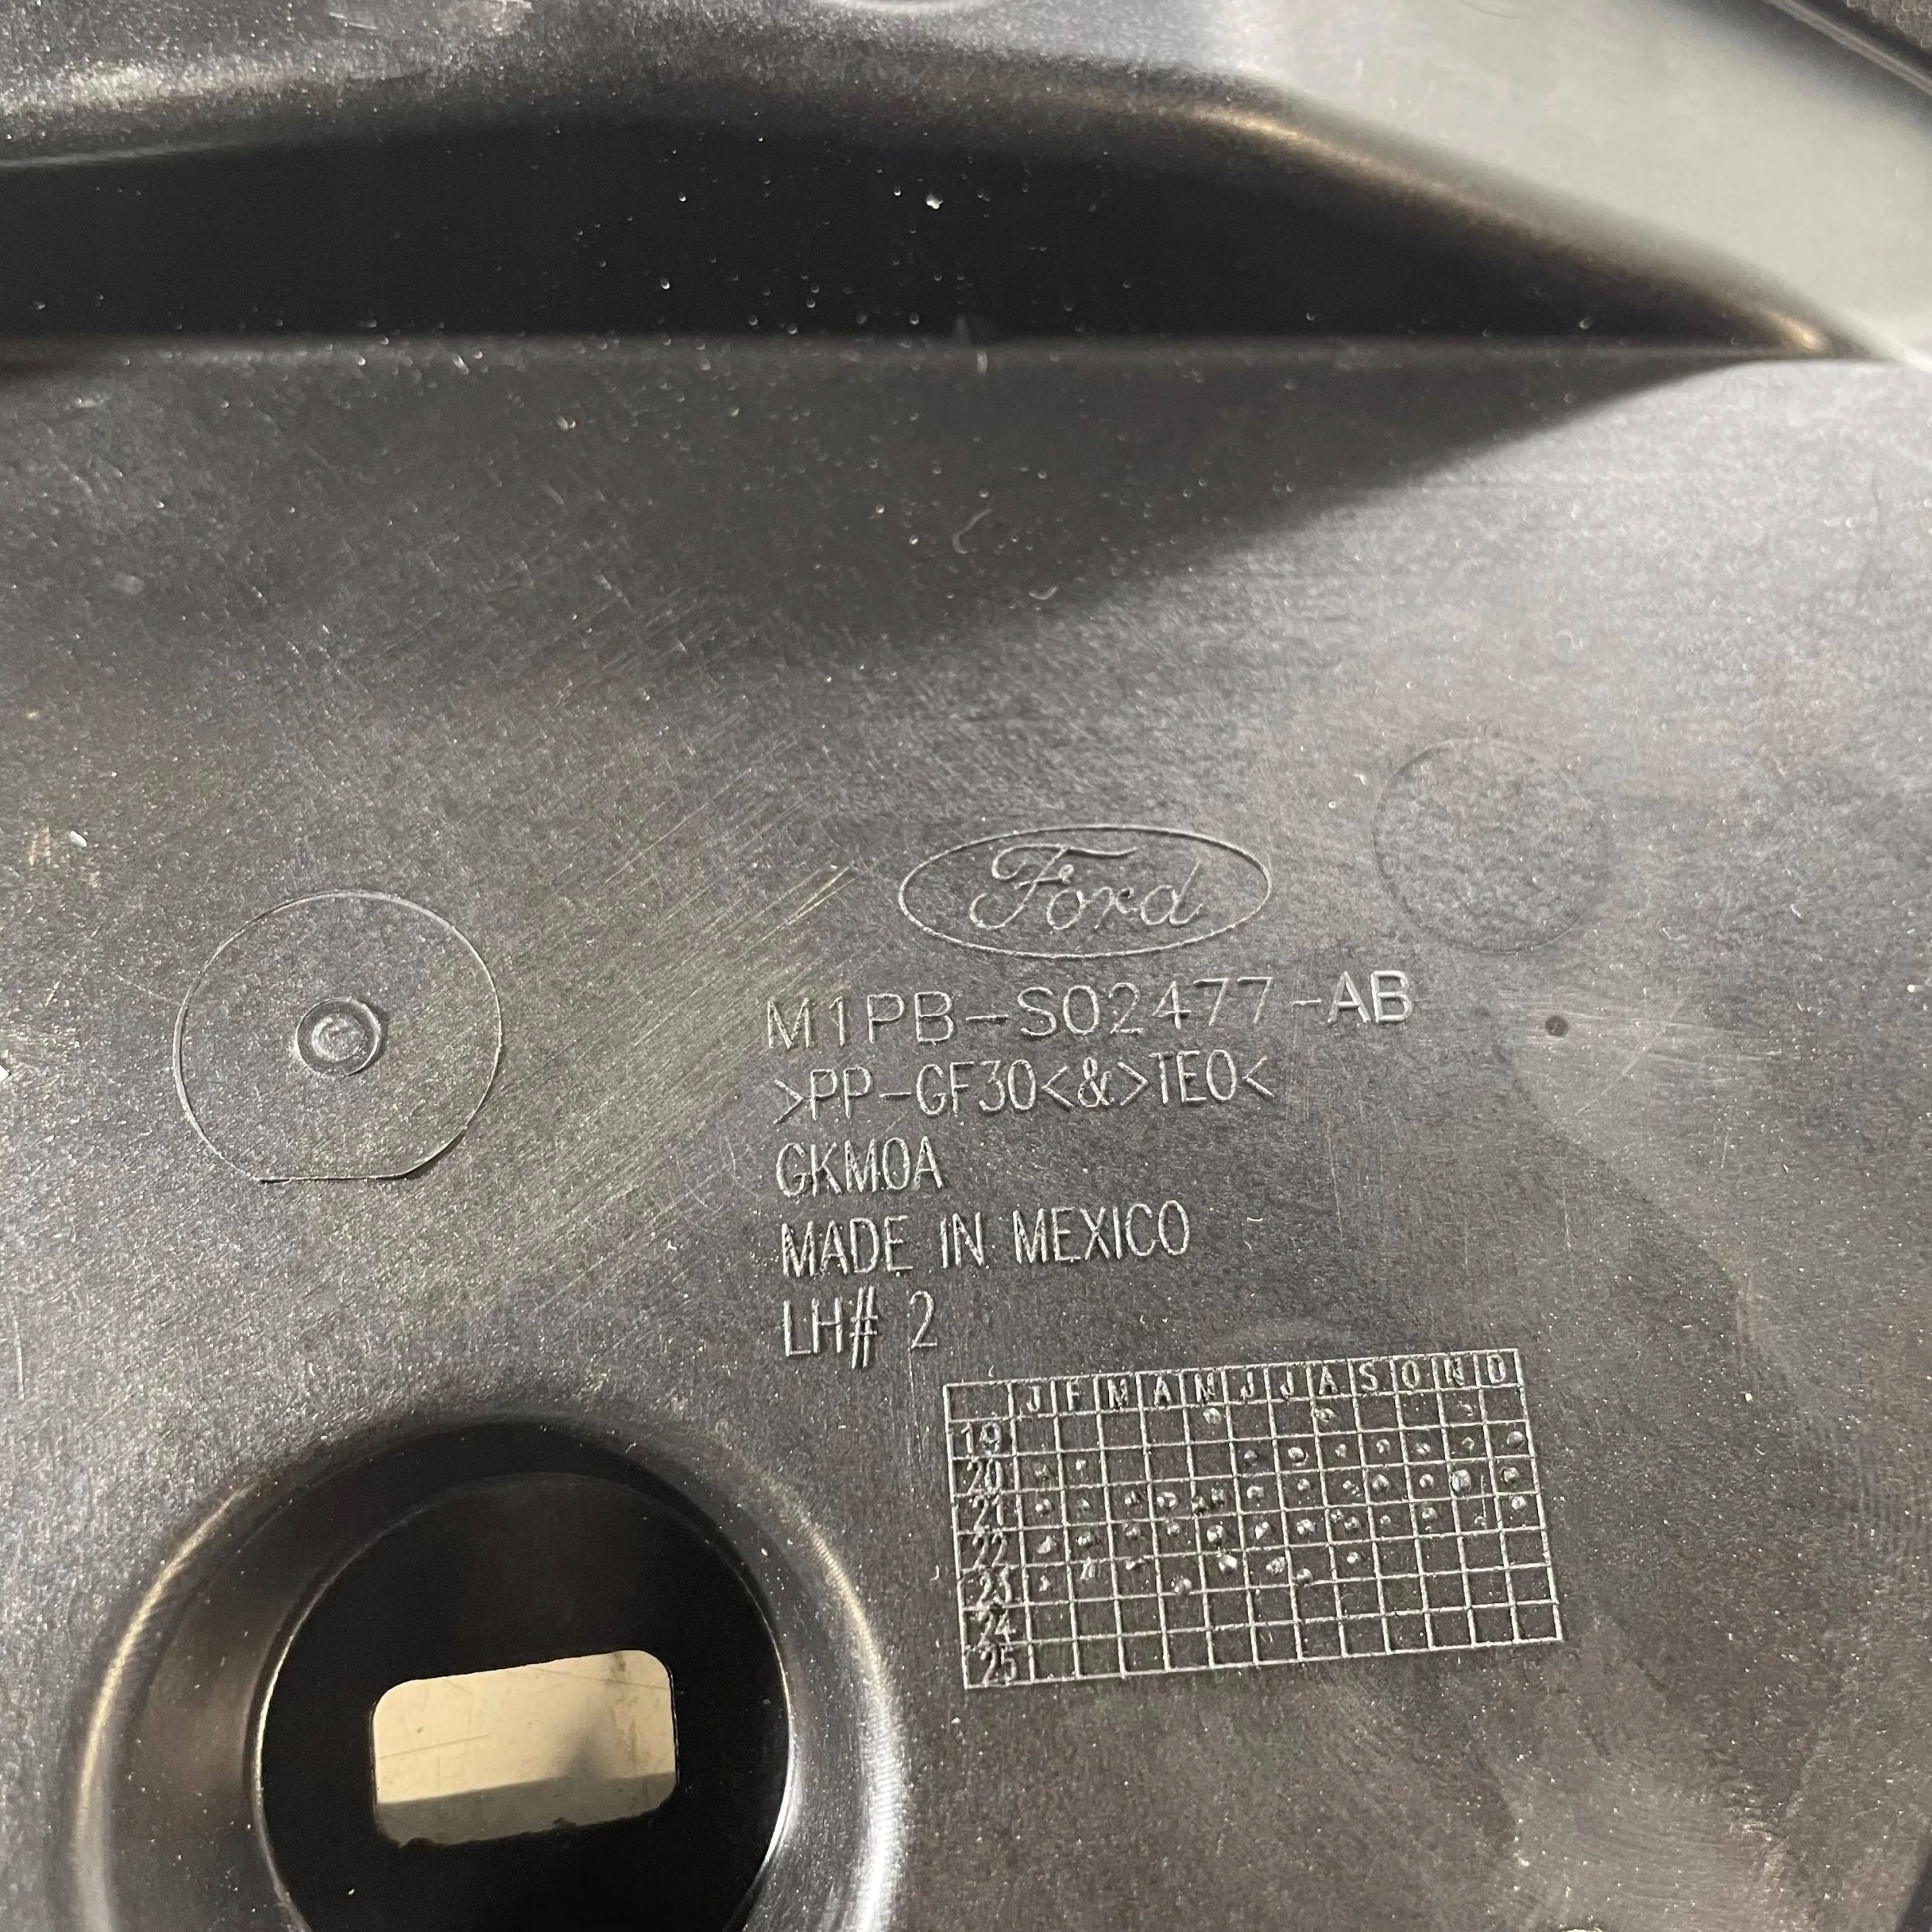 Ford
M1PB-S02477-AB
>PP-GF30<&>TEO<
GKM0A
MADE IN MEXICO
LH# 2
J F M A M J J A S O N D
19
20
21
22
23
24
25